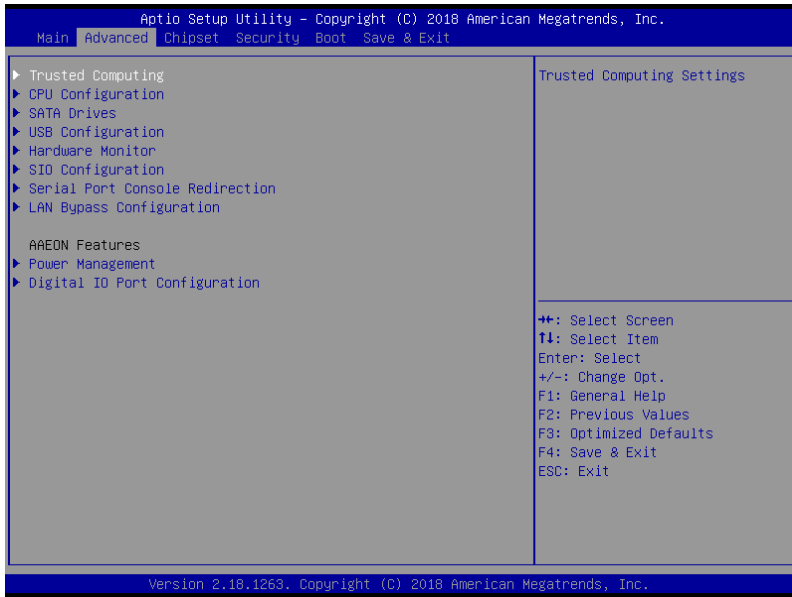 Aptio Setup Utility – Copyright (C) 2018 American Megatrends, Inc.
Main Advanced Chipset Security Boot Save & Exit
Trusted Computing
CPU Configuration
SATA Drives
USB Configuration
Hardware Monitor
SIO Configuration
Serial Port Console Redirection
LAN Bypass Configuration
AAEON Features
Power Management
Digital IO Port Configuration
Trusted Computing Settings
→←: Select Screen
↑↓: Select Item
Enter: Select
+/-: Change Opt.
F1: General Help
F2: Previous Values
F3: Optimized Defaults
F4: Save & Exit
ESC: Exit
Version 2.18.1263. Copyright (C) 2018 American Megatrends, Inc.